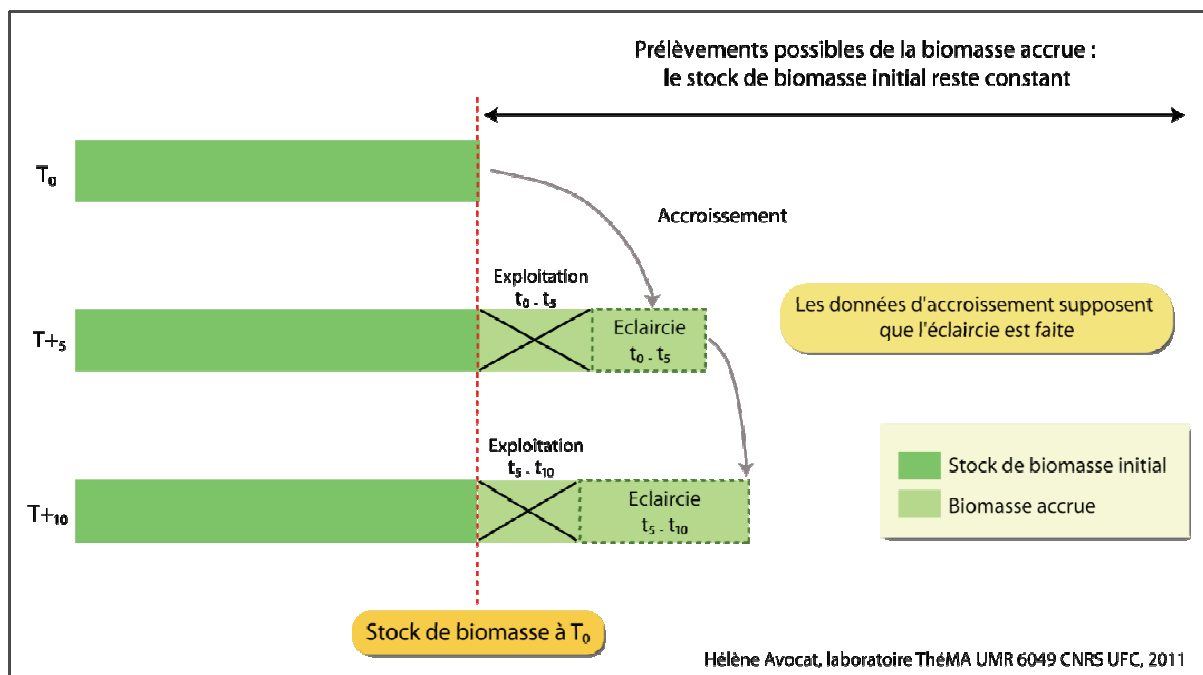 Prélèvements possibles de la biomasse accrue :
le stock de biomasse initial reste constant
T₀
Accroissement
Exploitation
t₀ - t₅
Eclaircie
t₀ - t₅
T+₅
Les données d'accroissement supposent
que l'éclaircie est faite
Exploitation
t₅ - t₁₀
Eclaircie
t₅ - t₁₀
T+₁₀
Stock de biomasse initial
Biomasse accrue
Stock de biomasse à T₀
Hélène Avocat, laboratoire ThéMA UMR 6049 CNRS UFC, 2011